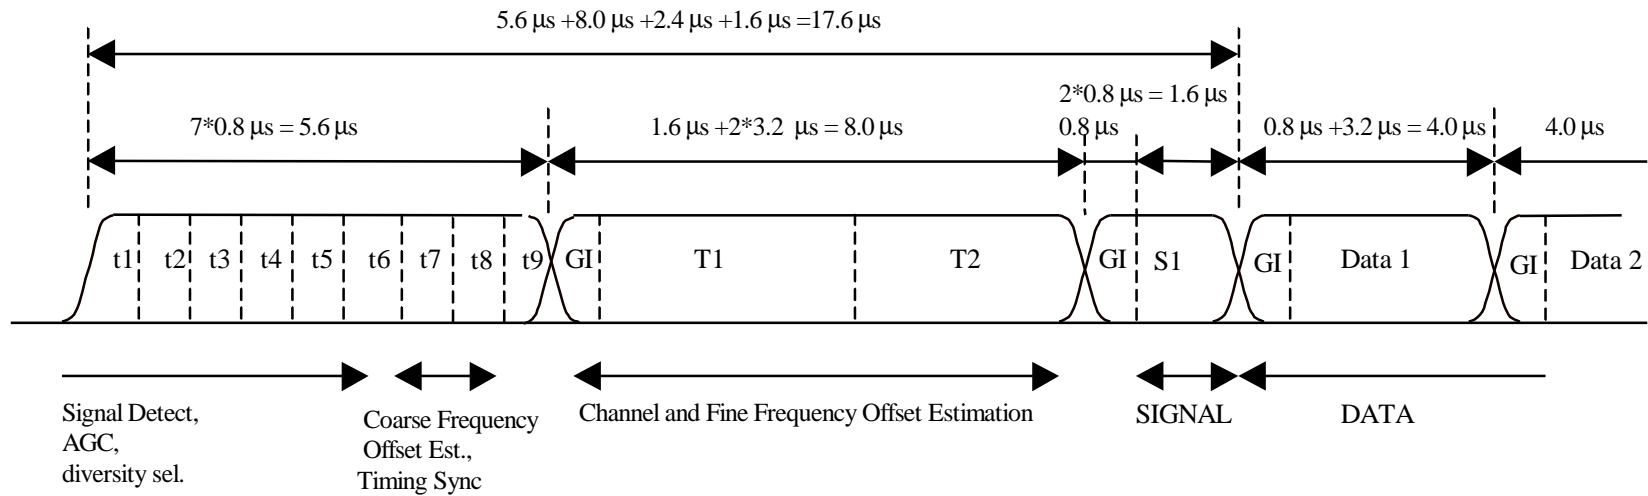 5.6 µs +8.0 µs +2.4 µs +1.6 µs =17.6 µs
2*0.8 µs = 1.6 µs
7*0.8 µs = 5.6 µs
1.6 µs +2*3.2 µs = 8.0 µs
0.8 µs
0.8 µs +3.2 µs = 4.0 µs
4.0 µs
t1 t2 t3 t4 t5 t6 t7 t8 t9 GI T1 T2 GI S1 GI Data 1 GI Data 2
Signal Detect,
AGC,
diversity sel.
Coarse Frequency
Offset Est.,
Timing Sync
Channel and Fine Frequency Offset Estimation
SIGNAL
DATA